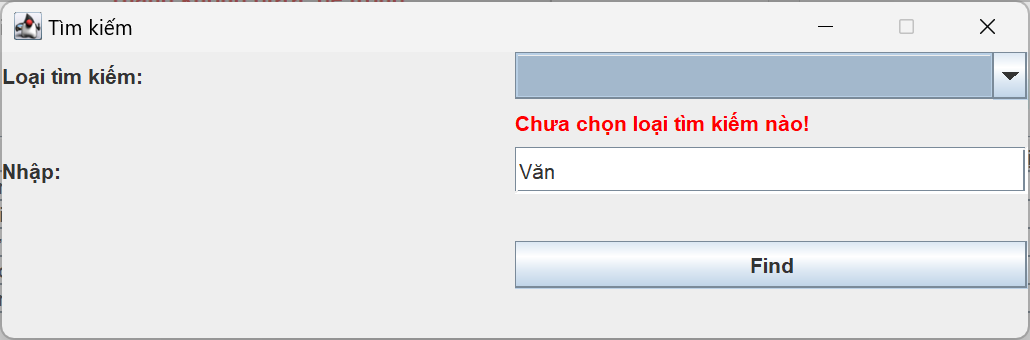 Tìm kiếm
Loại tìm kiếm:
Chưa chọn loại tìm kiếm nào!
Nhập:
Văn
Find